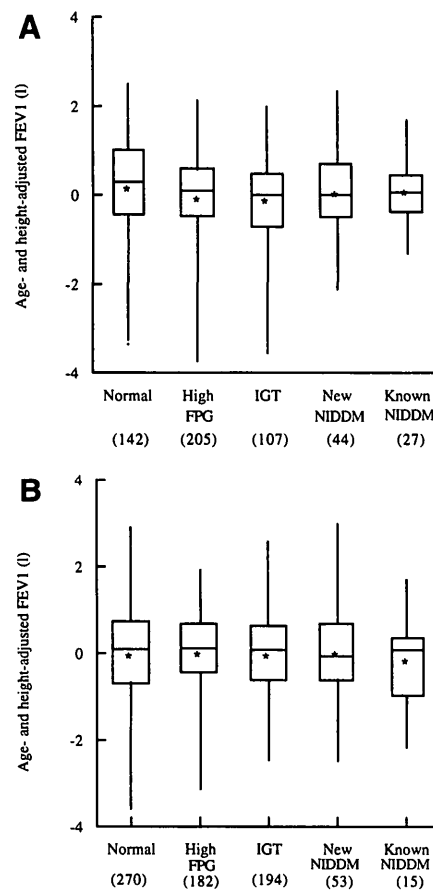 A
Age- and height-adjusted FEV1 (l)
4
2
0
-2
-4
Normal High FPG IGT New NIDDM Known NIDDM
(142) (205) (107) (44) (27)
B
Age- and height-adjusted FEV1 (l)
4
2
0
-2
-4
Normal High FPG IGT New NIDDM Known NIDDM
(270) (182) (194) (53) (15)